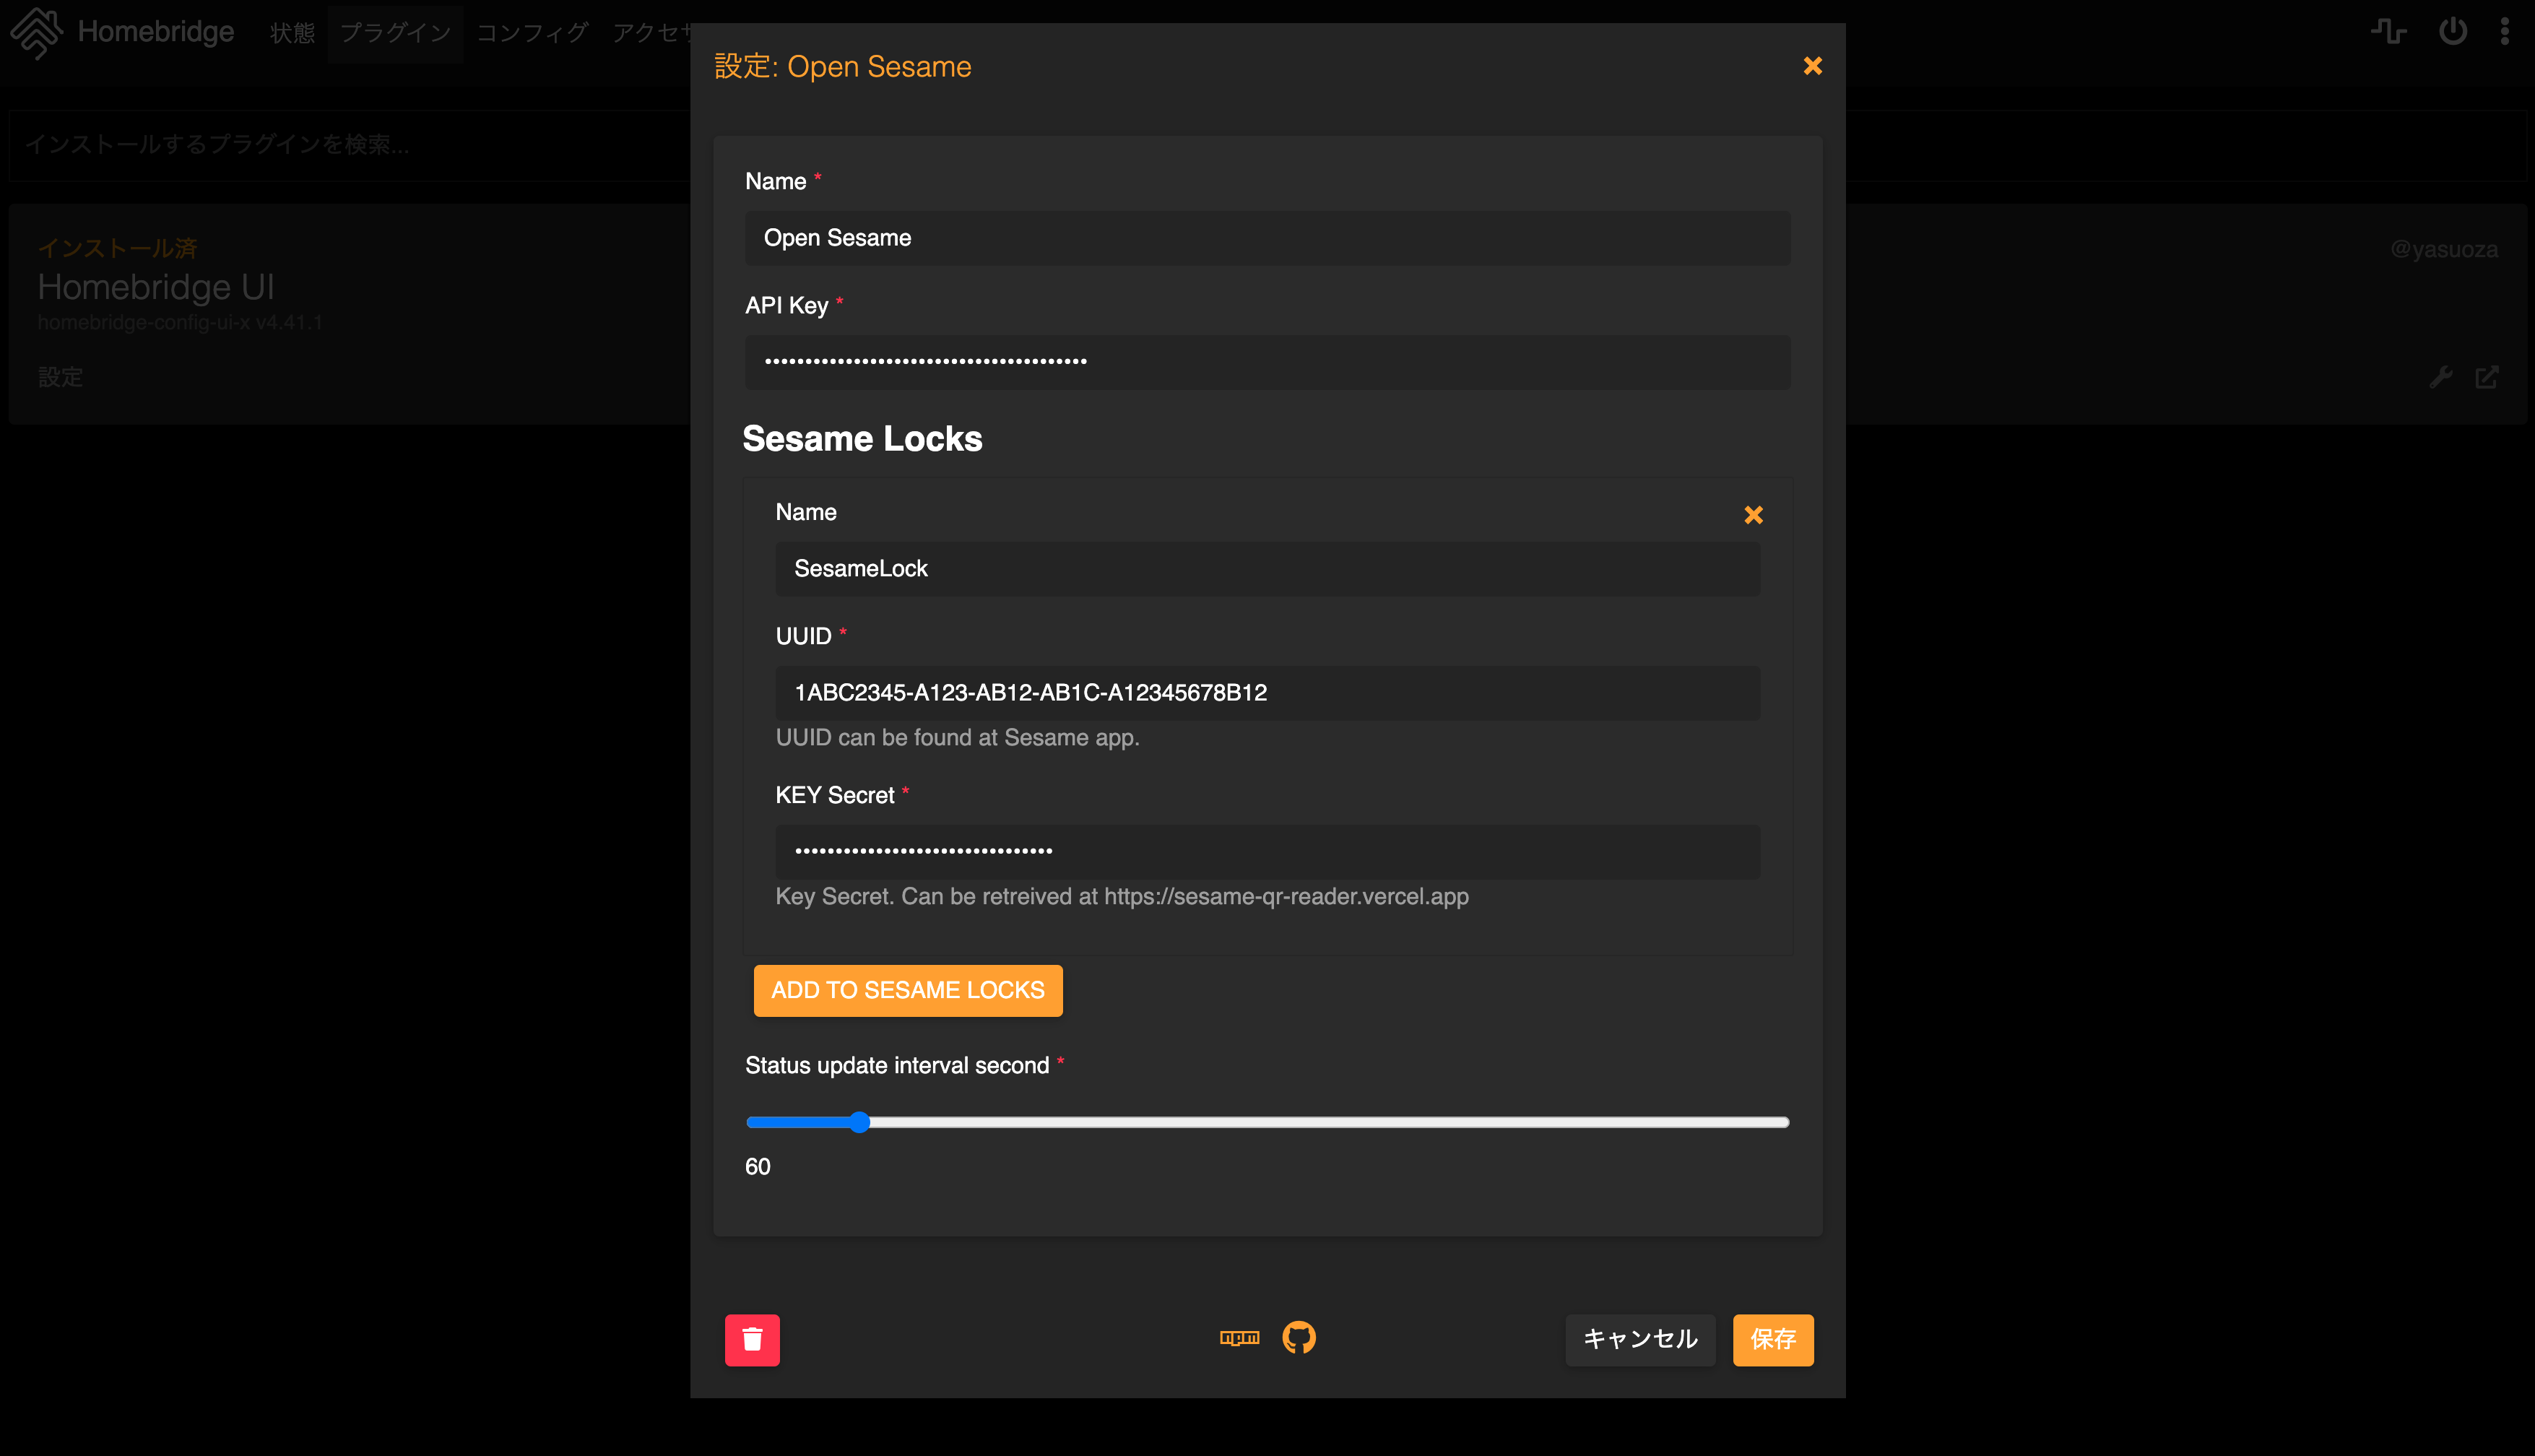 Homebridge 状態 プラグイン コンフィグ アクセサ
設定: Open Sesame
インストールするプラグインを検索...
インストール済
Homebridge UI
homebridge-config-ui-x v4.41.1
設定
@yasuoza
Name *
Open Sesame
API Key *
••••••••••••••••••••••••••••••••••••••••
Sesame Locks
Name
SesameLock
UUID *
1ABC2345-A123-AB12-AB1C-A12345678B12
UUID can be found at Sesame app.
KEY Secret *
••••••••••••••••••••••••••••••••
Key Secret. Can be retreived at https://sesame-qr-reader.vercel.app
ADD TO SESAME LOCKS
Status update interval second *
60
npm
キャンセル
保存